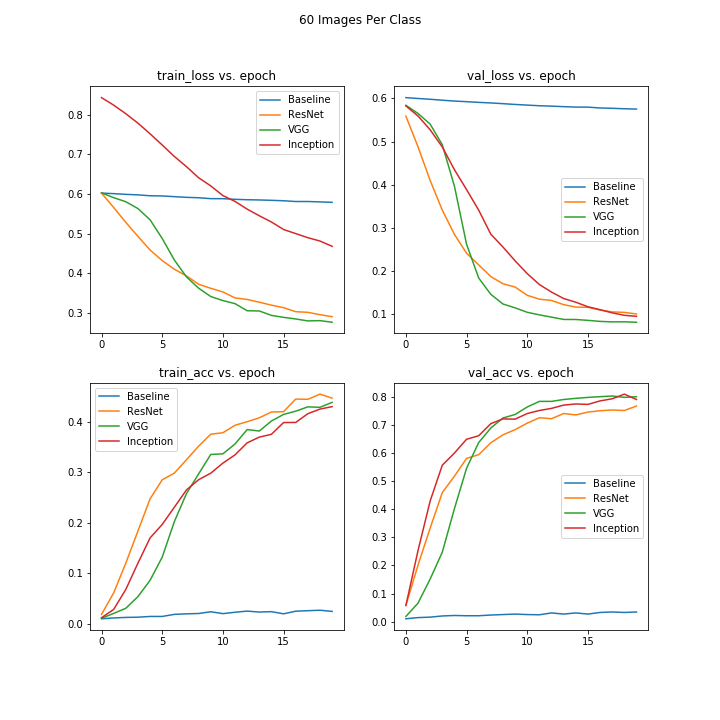 60 Images Per Class
train_loss vs. epoch
0.8
0.7
0.6
0.5
0.4
0.3
0
5
10
15
Baseline
ResNet
VGG
Inception
val_loss vs. epoch
0.6
0.5
0.4
0.3
0.2
0.1
0
5
10
15
Baseline
ResNet
VGG
Inception
train_acc vs. epoch
0.4
0.3
0.2
0.1
0.0
0
5
10
15
Baseline
ResNet
VGG
Inception
val_acc vs. epoch
0.8
0.7
0.6
0.5
0.4
0.3
0.2
0.1
0.0
0
5
10
15
Baseline
ResNet
VGG
Inception